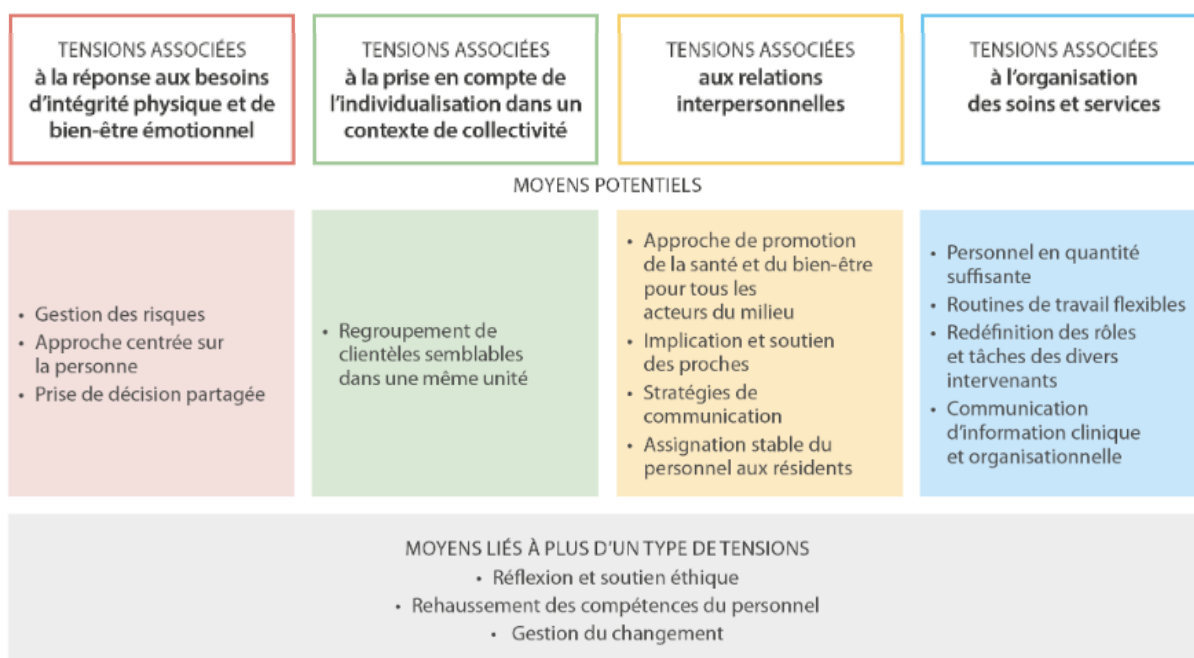 TENSIONS ASSOCIÉES
à la réponse aux besoins
d'intégrité physique et de
bien-être émotionnel
TENSIONS ASSOCIÉES
à la prise en compte de
l'individualisation dans un
contexte de collectivité
TENSIONS ASSOCIÉES
aux relations
interpersonnelles
TENSIONS ASSOCIÉES
à l'organisation
des soins et services
MOYENS POTENTIELS
• Gestion des risques
• Approche centrée sur
la personne
• Prise de décision partagée
• Regroupement de
clientèles semblables
dans une même unité
• Approche de promotion
de la santé et du bien-être
pour tous les
acteurs du milieu
• Implication et soutien
des proches
• Stratégies de
communication
• Assignation stable du
personnel aux résidents
• Personnel en quantité
suffisante
• Routines de travail flexibles
• Redéfinition des rôles
et tâches des divers
intervenants
• Communication
d'information clinique
et organisationnelle
MOYENS LIÉS À PLUS D'UN TYPE DE TENSIONS
• Réflexion et soutien éthique
• Rehaussement des compétences du personnel
• Gestion du changement